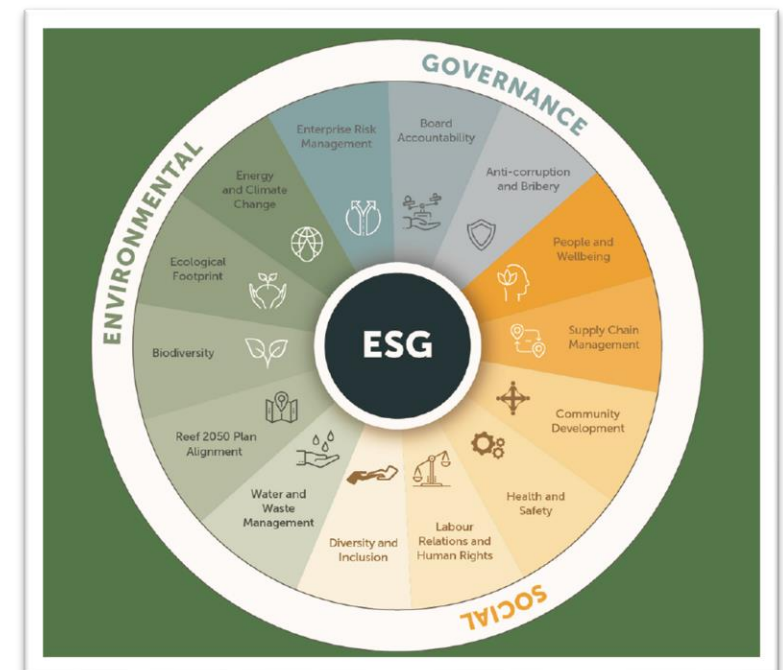 GOVERNANCE
ENVIRONMENTAL
SOCIAL
ESG
Enterprise Risk
Management
Board
Accountability
Anti-corruption
and Bribery
People and
Wellbeing
Supply Chain
Management
Community
Development
Health and
Safety
Labour
Relations and
Human Rights
Diversity and
Inclusion
Water and
Waste
Management
Reef 2050 Plan
Alignment
Biodiversity
Ecological
Footprint
Energy
and Climate
Change